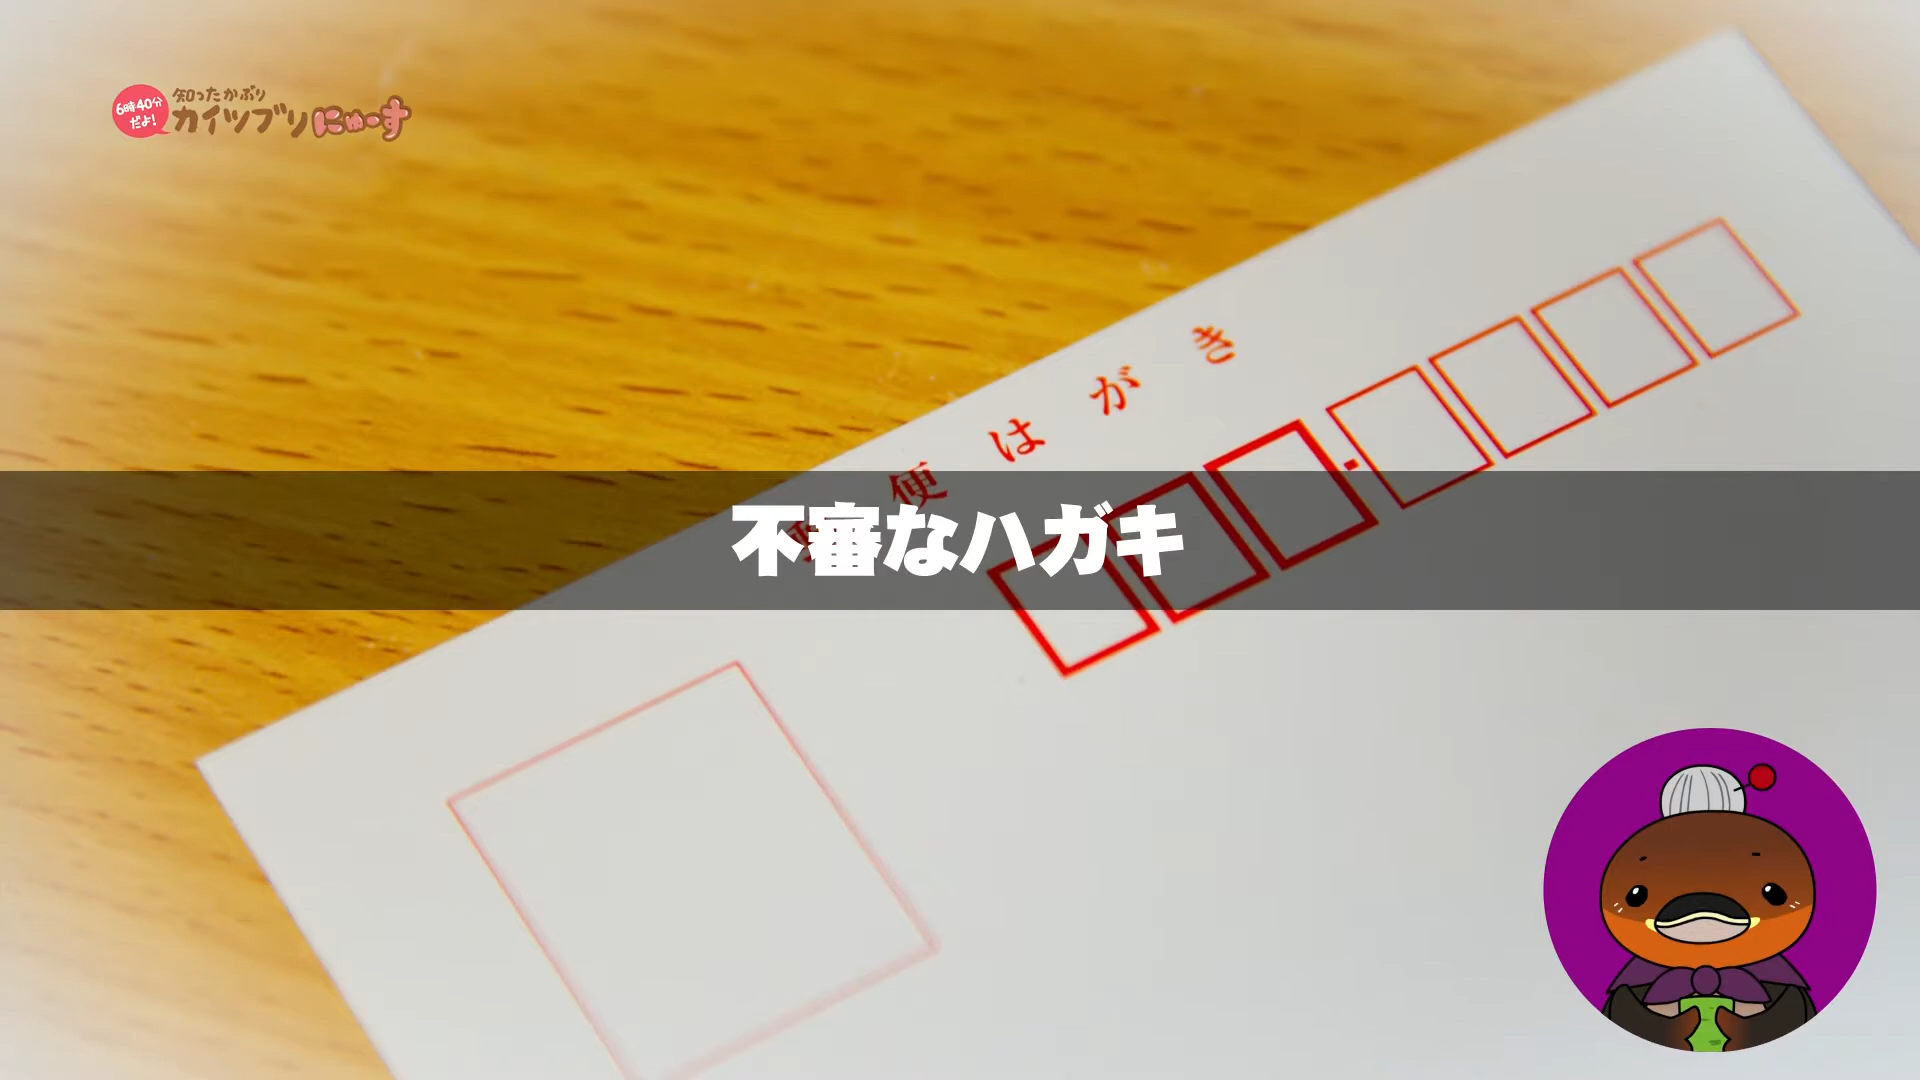 6時40分
だよ!
知ったかぶり
カイツブリにゅーす
郵便はがき
不審なハガキ